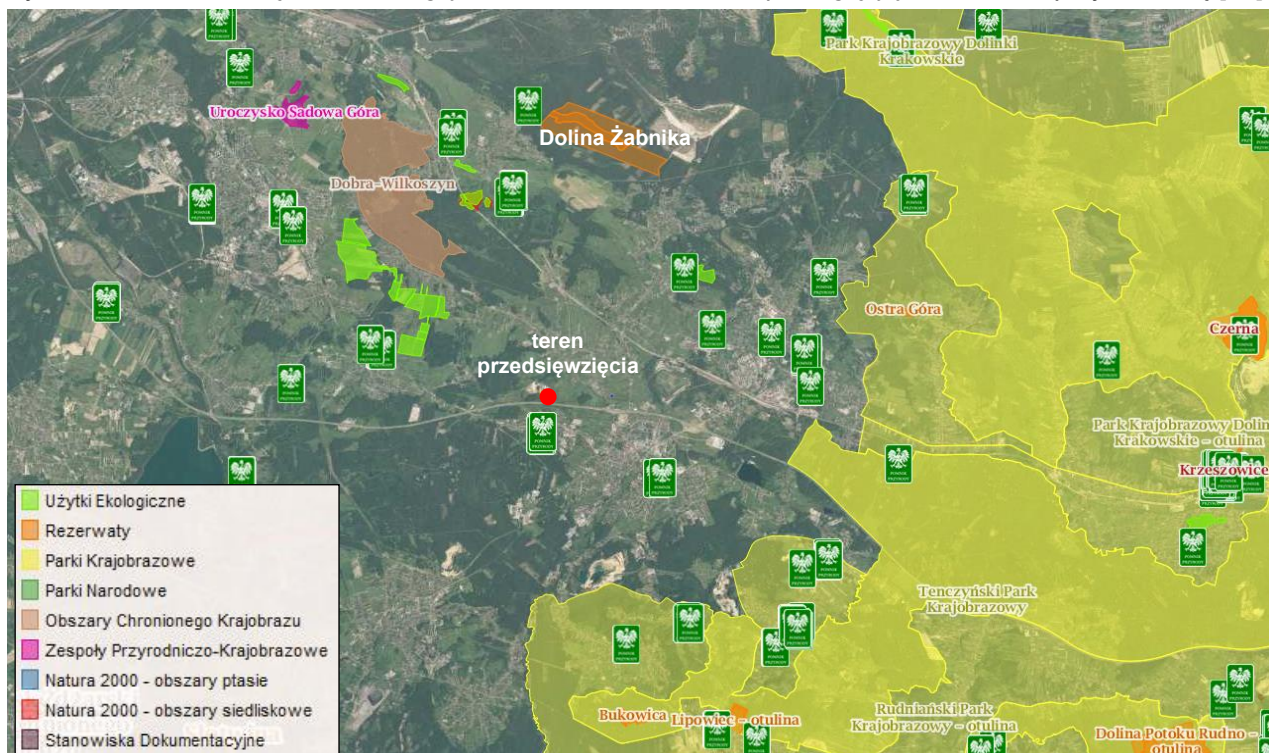 Park Krajobrazowy Dolinki
Krakowskie
Uroczysko Sadowa Góra
Dolina Żabnika
Dobra-Wilkoszyn
Ostra Góra
Czerna
teren
przedsięwzięcia
Park Krajobrazowy Dolin
Krakowskie - otulina
Krzeszowice
Użytki Ekologiczne
Rezerwaty
Parki Krajobrazowe
Parki Narodowe
Obszary Chronionego Krajobrazu
Zespoły Przyrodniczo-Krajobrazowe
Natura 2000 - obszary ptasie
Natura 2000 - obszary siedliskowe
Stanowiska Dokumentacyjne
Tenczyński Park
Krajobrazowy
Bukowica
Lipowiec - otulina
Rudniański Park
Krajobrazowy - otulina
Dolina Potoku Rudno -
otulina